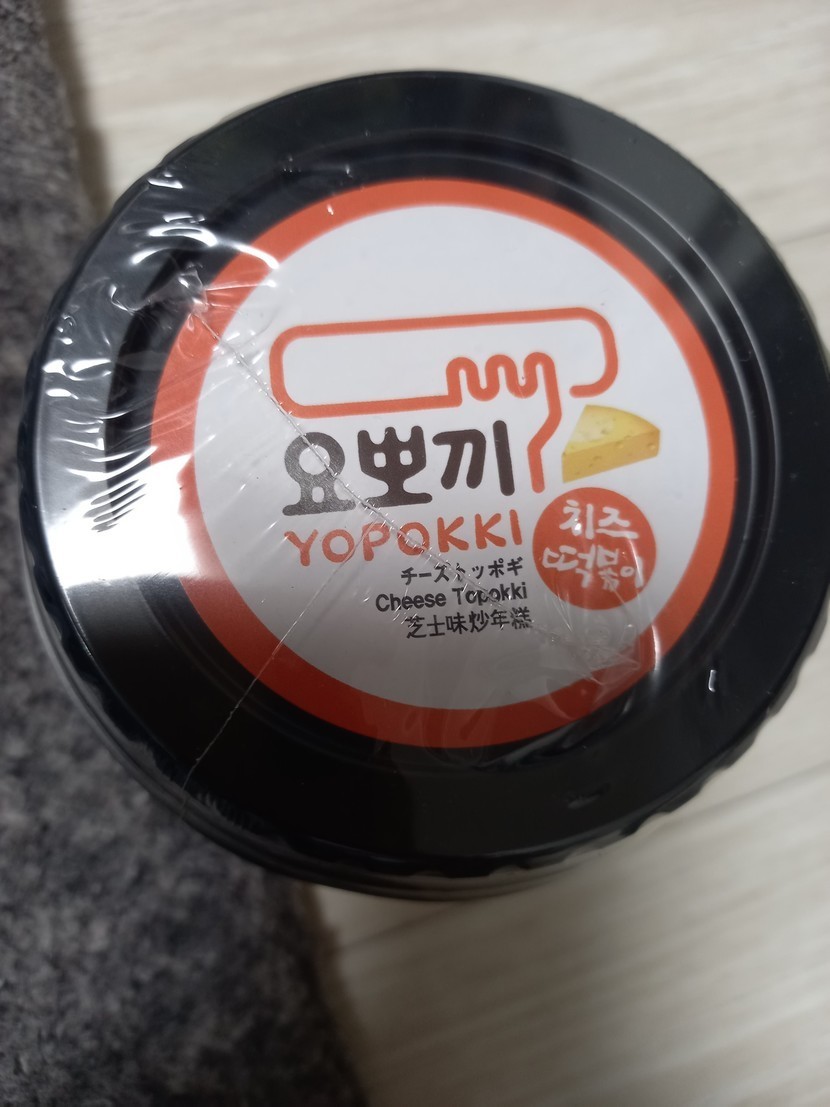 요뽀끼
YOPOKKI
치즈
떡볶이
チーズトッポギ
Cheese Topokki
芝士味炒年糕